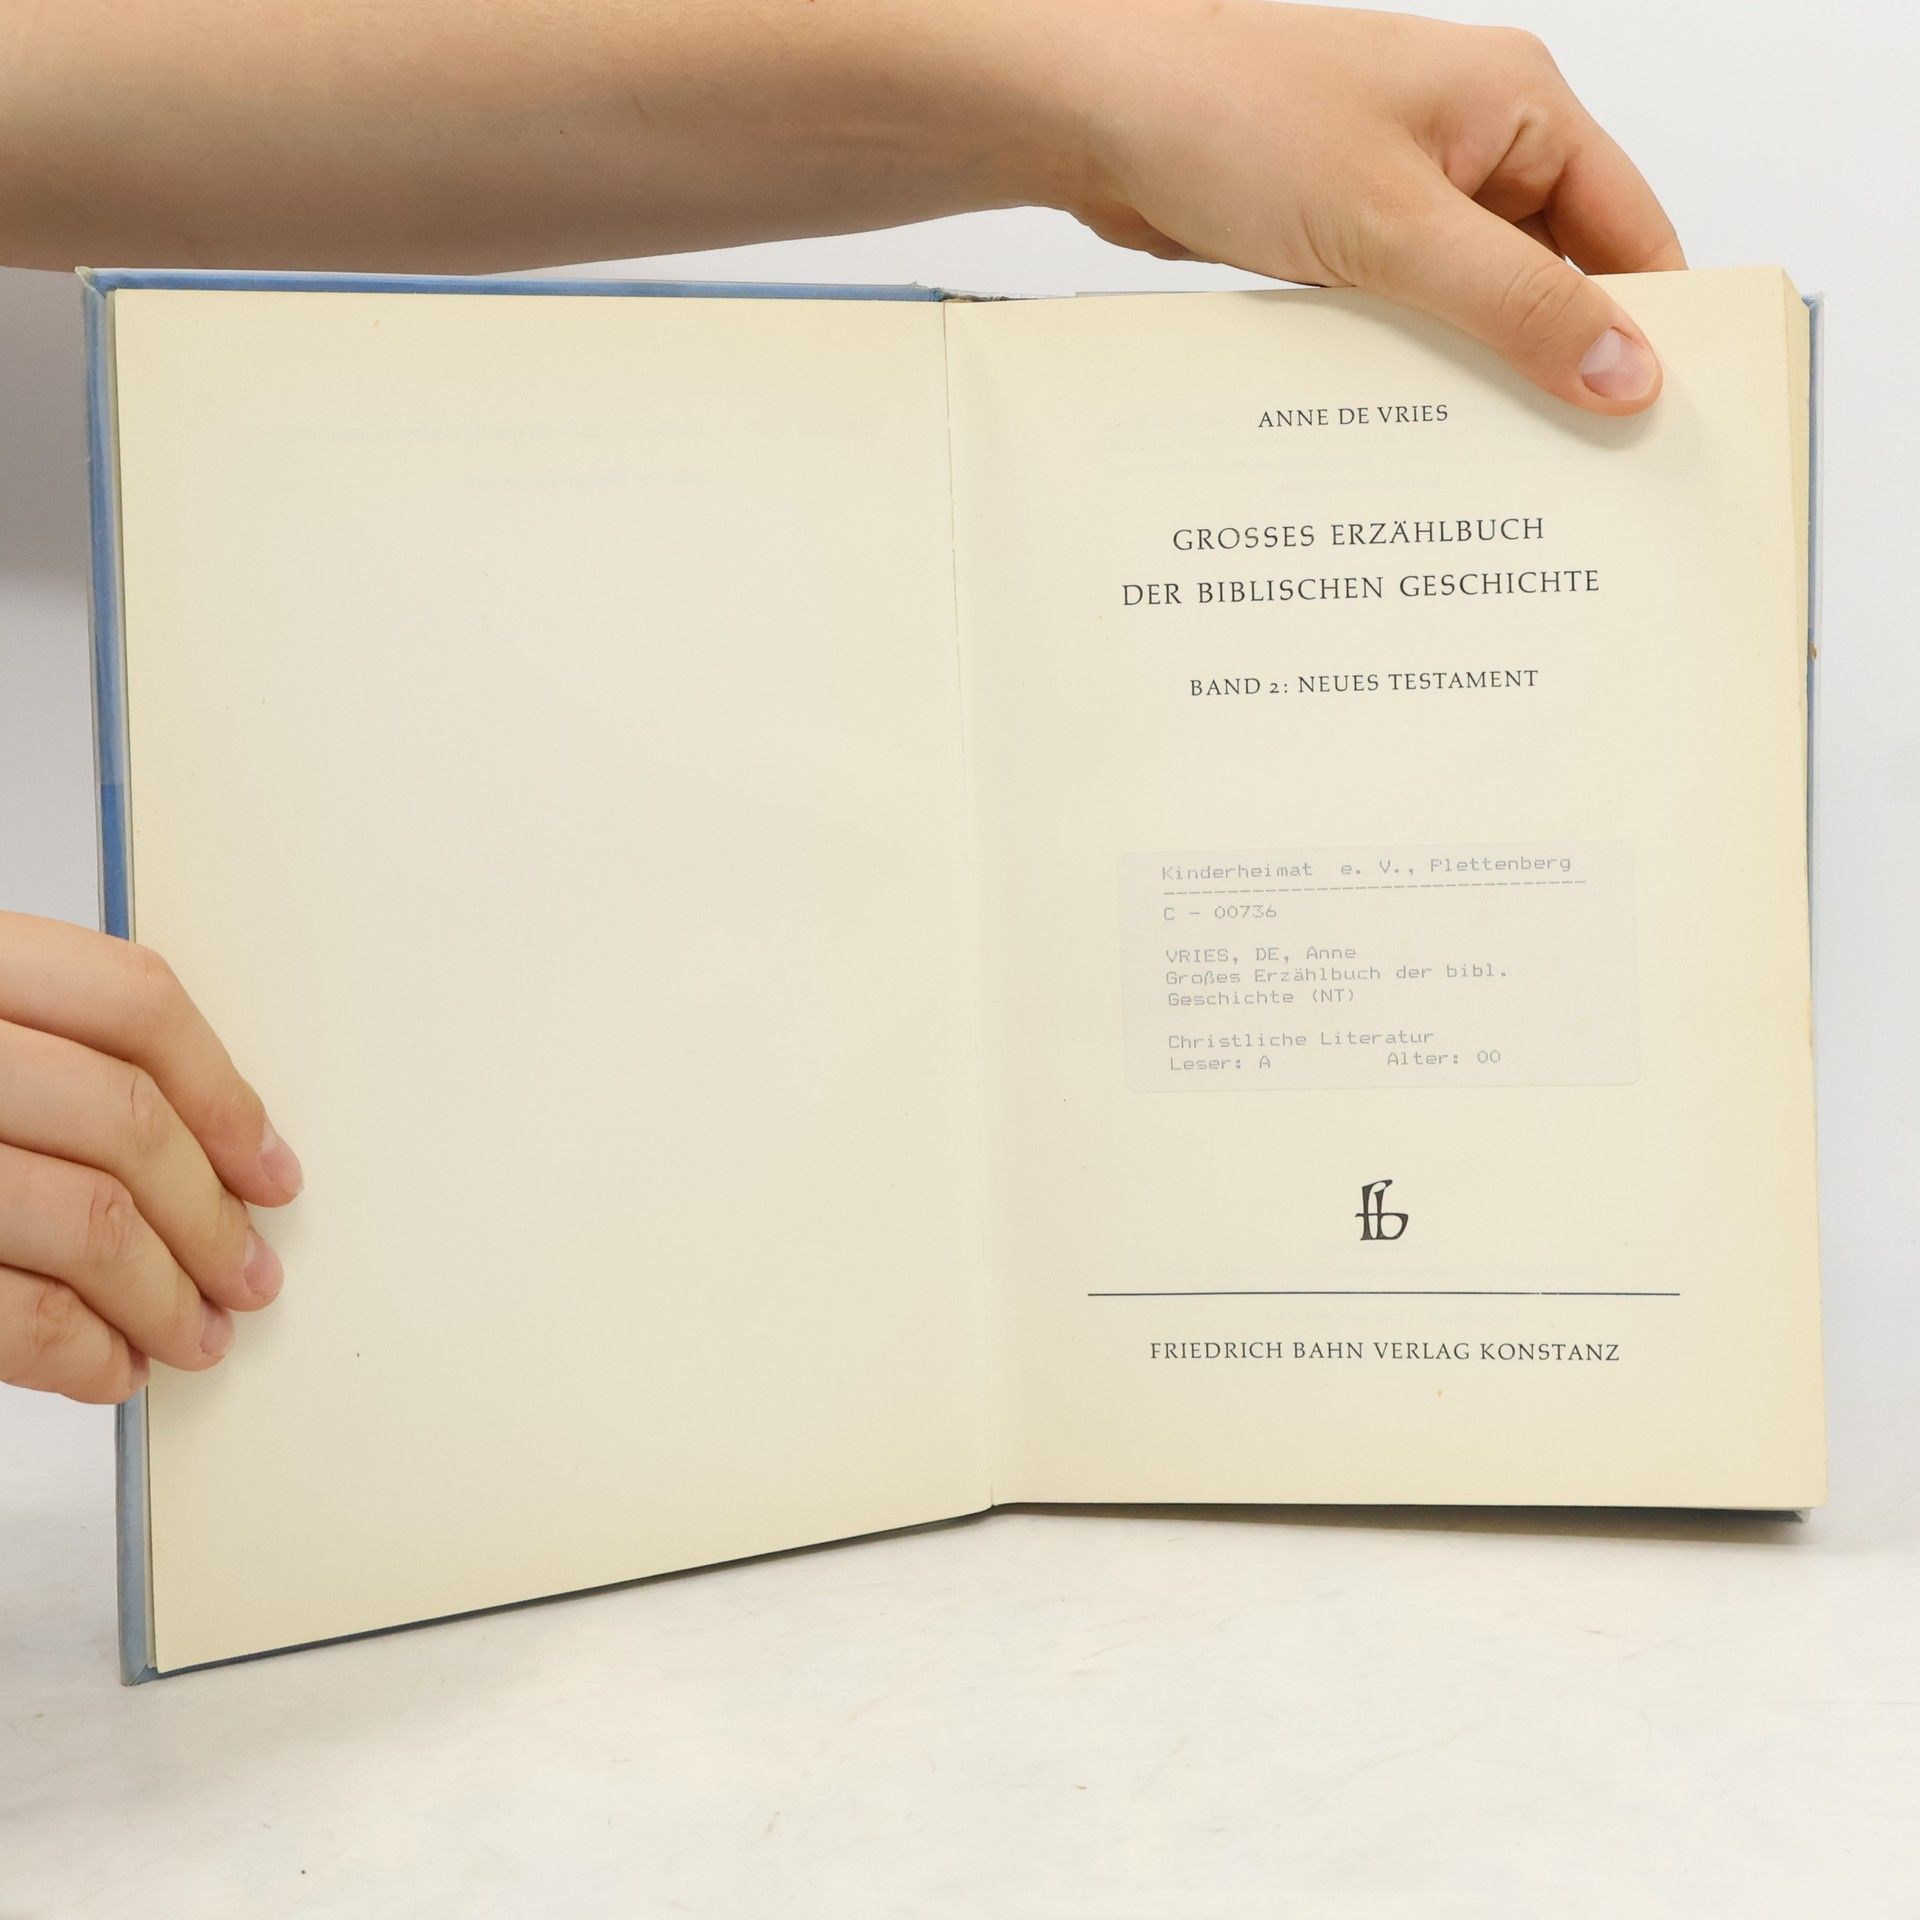 ANNE DE VRIES
GROSSES ERZÄHLBUCH
DER BIBLISCHEN GESCHICHTE
BAND 2: NEUES TESTAMENT
Kinderheimat e. V., Plettenberg
----------------------------------
C - 00736
VRIES, DE, Anne
Großes Erzählbuch der bibl.
Geschichte (NT)
Christliche Literatur
Leser: A Alter: 00
fb
FRIEDRICH BAHN VERLAG KONSTANZ